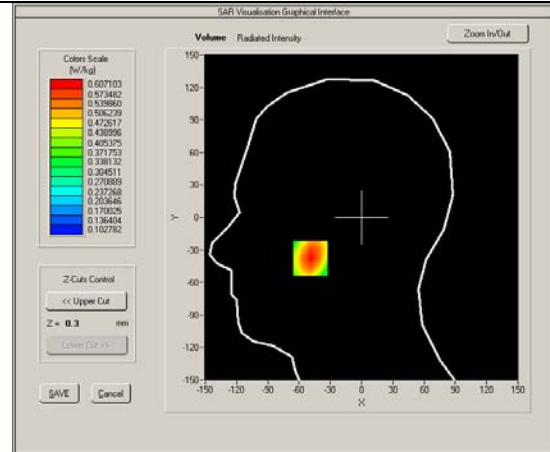 SAR Visualisation Graphical Interface
Volume Radiated Intensity
Zoom In/Out
Colors Scale
(W/kg)
0.607103
0.573482
0.539860
0.506239
0.472617
0.438996
0.405375
0.371753
0.338132
0.304511
0.270889
0.237268
0.203646
0.170025
0.136404
0.102782
Z-Cuts Control
<< Upper Cut
Z = 0.3 mm
Lower Cut >>
SAVE
Cancel
150
120
90
60
30
0
-30
-60
-90
-120
-150
Y
-150 -120 -90 -60 -30 0 30 60 90 120 150
X